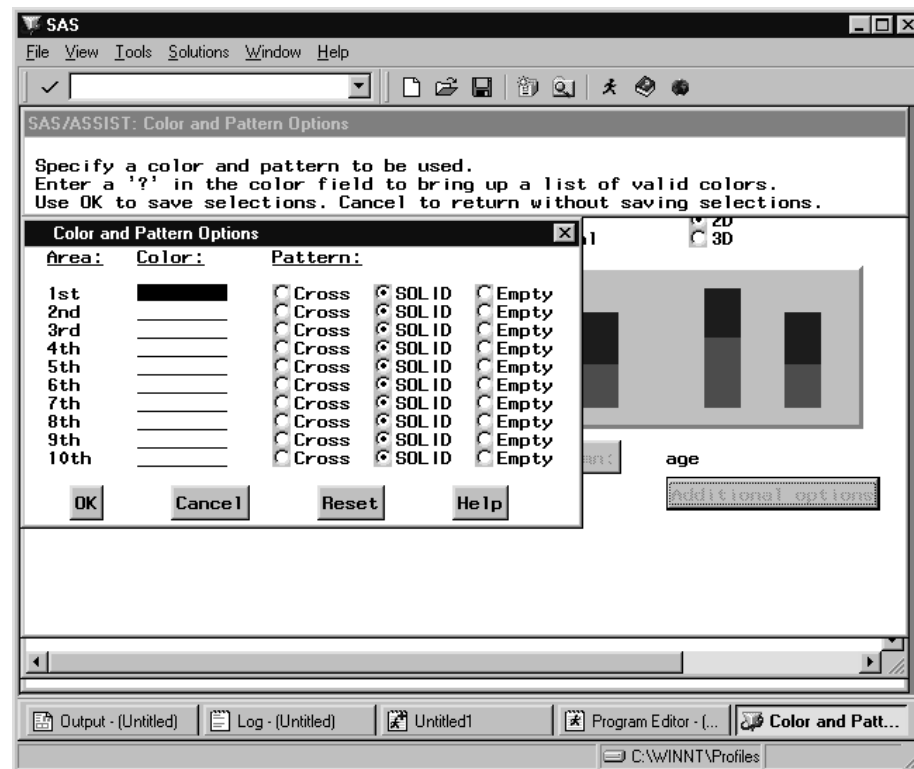 SAS
File View Tools Solutions Window Help
SAS/ASSIST: Color and Pattern Options
Specify a color and pattern to be used.
Enter a '?' in the color field to bring up a list of valid colors.
Use OK to save selections. Cancel to return without saving selections.
2D
Color and Pattern Options
3D
Area: Color: Pattern:
1st Cross SOLID Empty
2nd Cross SOLID Empty
3rd Cross SOLID Empty
4th Cross SOLID Empty
5th Cross SOLID Empty
6th Cross SOLID Empty
7th Cross SOLID Empty
8th Cross SOLID Empty
9th Cross SOLID Empty
10th Cross SOLID Empty
age
OK Cancel Reset Help
Additional options
Output - (Untitled) Log - (Untitled) Untitled1 Program Editor - (... Color and Patt...
C:\WINNT\Profiles